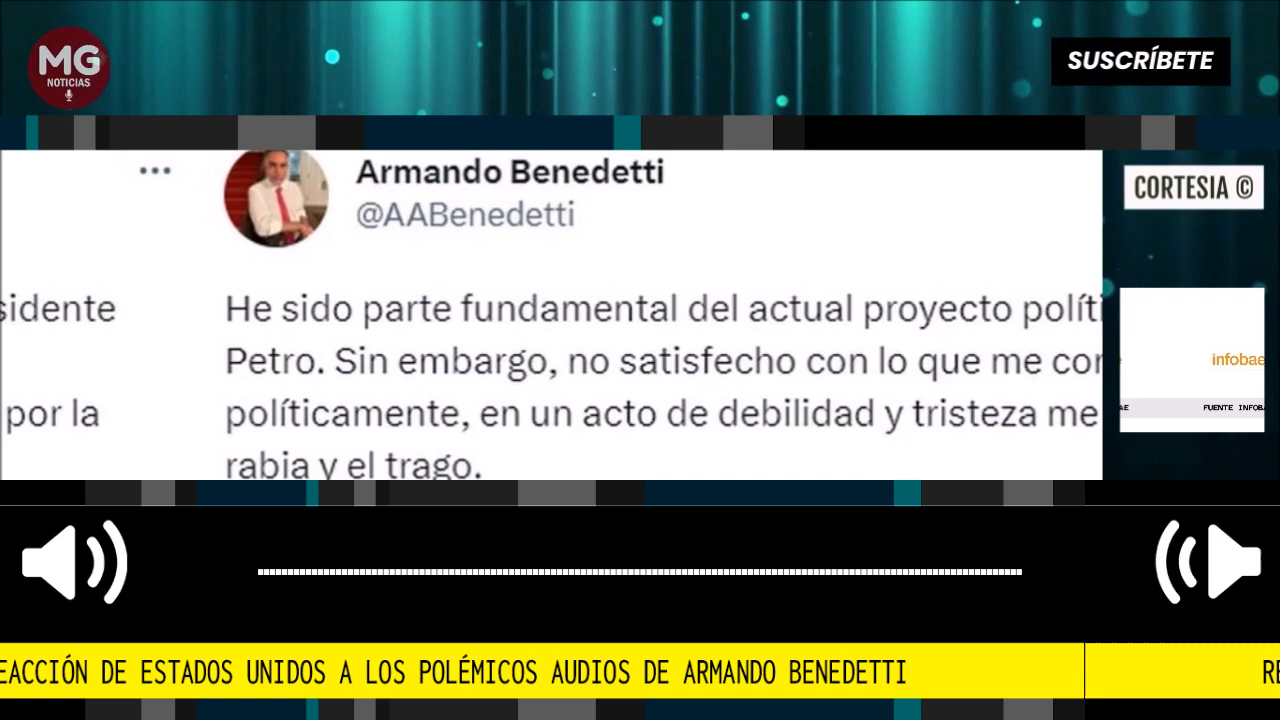 MG
NOTICIAS
SUSCRÍBETE
CORTESIA ©
Armando Benedetti
@AABenedetti
sidente
por la
He sido parte fundamental del actual proyecto políti
Petro. Sin embargo, no satisfecho con lo que me cor
políticamente, en un acto de debilidad y tristeza me
rabia y el trago.
infobae
AE FUENTE INFOBA
EACCIÓN DE ESTADOS UNIDOS A LOS POLÉMICOS AUDIOS DE ARMANDO BENEDETTI
RE